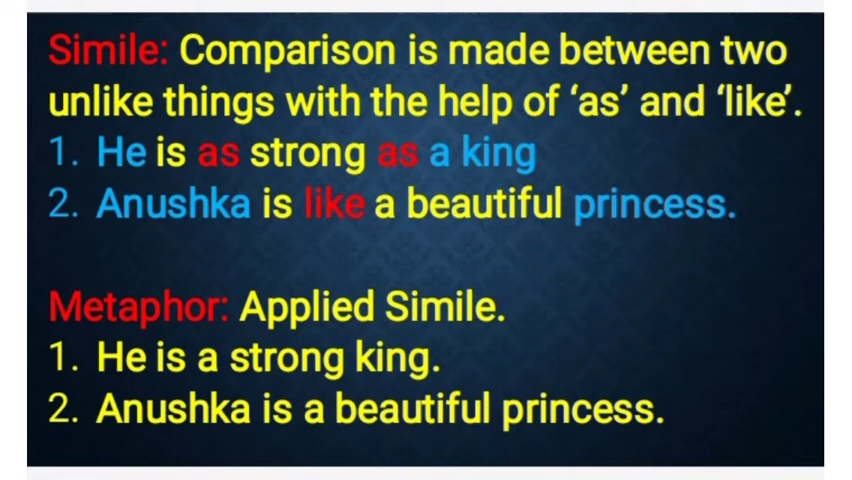 Simile: Comparison is made between two
unlike things with the help of ‘as’ and ‘like’.
1. He is as strong as a king
2. Anushka is like a beautiful princess.
Metaphor: Applied Simile.
1. He is a strong king.
2. Anushka is a beautiful princess.